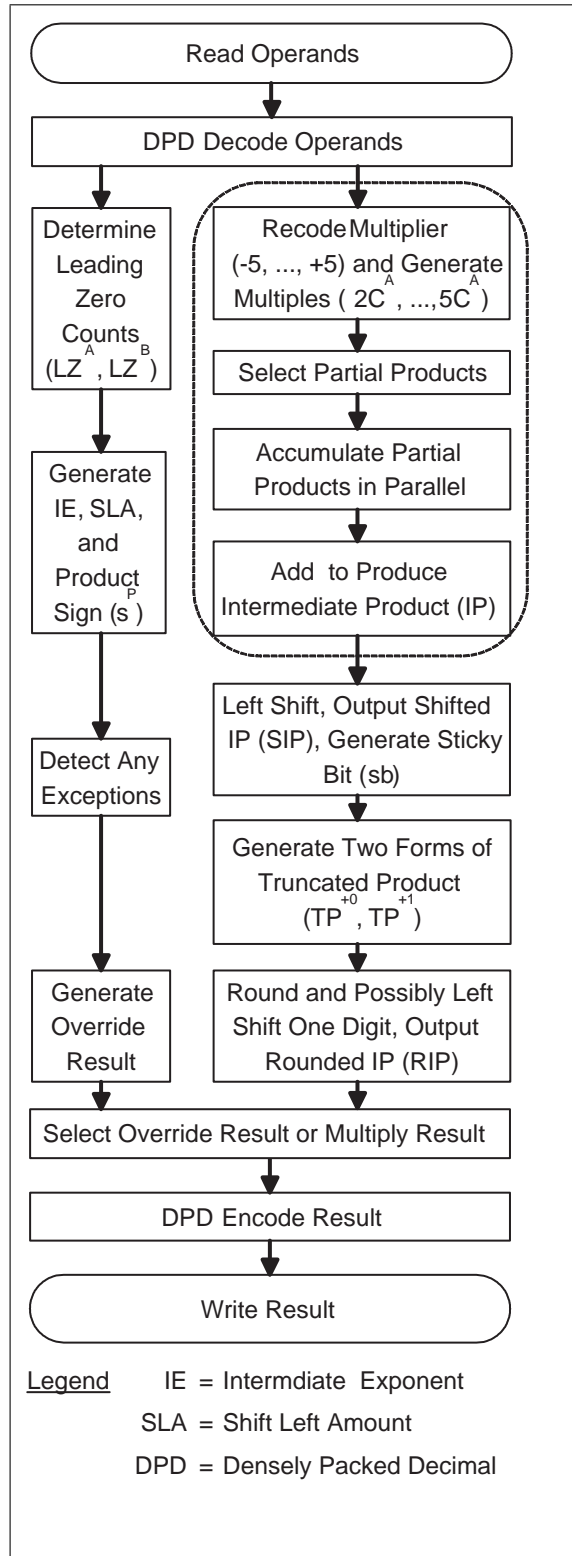 Read Operands
DPD Decode Operands
Determine
Leading
Zero
Counts
(LZ^A, LZ^B)
Recode Multiplier
(-5, ..., +5) and Generate
Multiples ( 2C^A, ...,5C^A)
Select Partial Products
Generate
IE, SLA,
and
Product
Sign (s^P)
Accumulate Partial
Products in Parallel
Add to Produce
Intermediate Product (IP)
Left Shift, Output Shifted
IP (SIP), Generate Sticky
Bit (sb)
Detect Any
Exceptions
Generate Two Forms of
Truncated Product
(TP^+0, TP^+1)
Generate
Override
Result
Round and Possibly Left
Shift One Digit, Output
Rounded IP (RIP)
Select Override Result or Multiply Result
DPD Encode Result
Write Result
Legend IE = Intermdiate Exponent
SLA = Shift Left Amount
DPD = Densely Packed Decimal